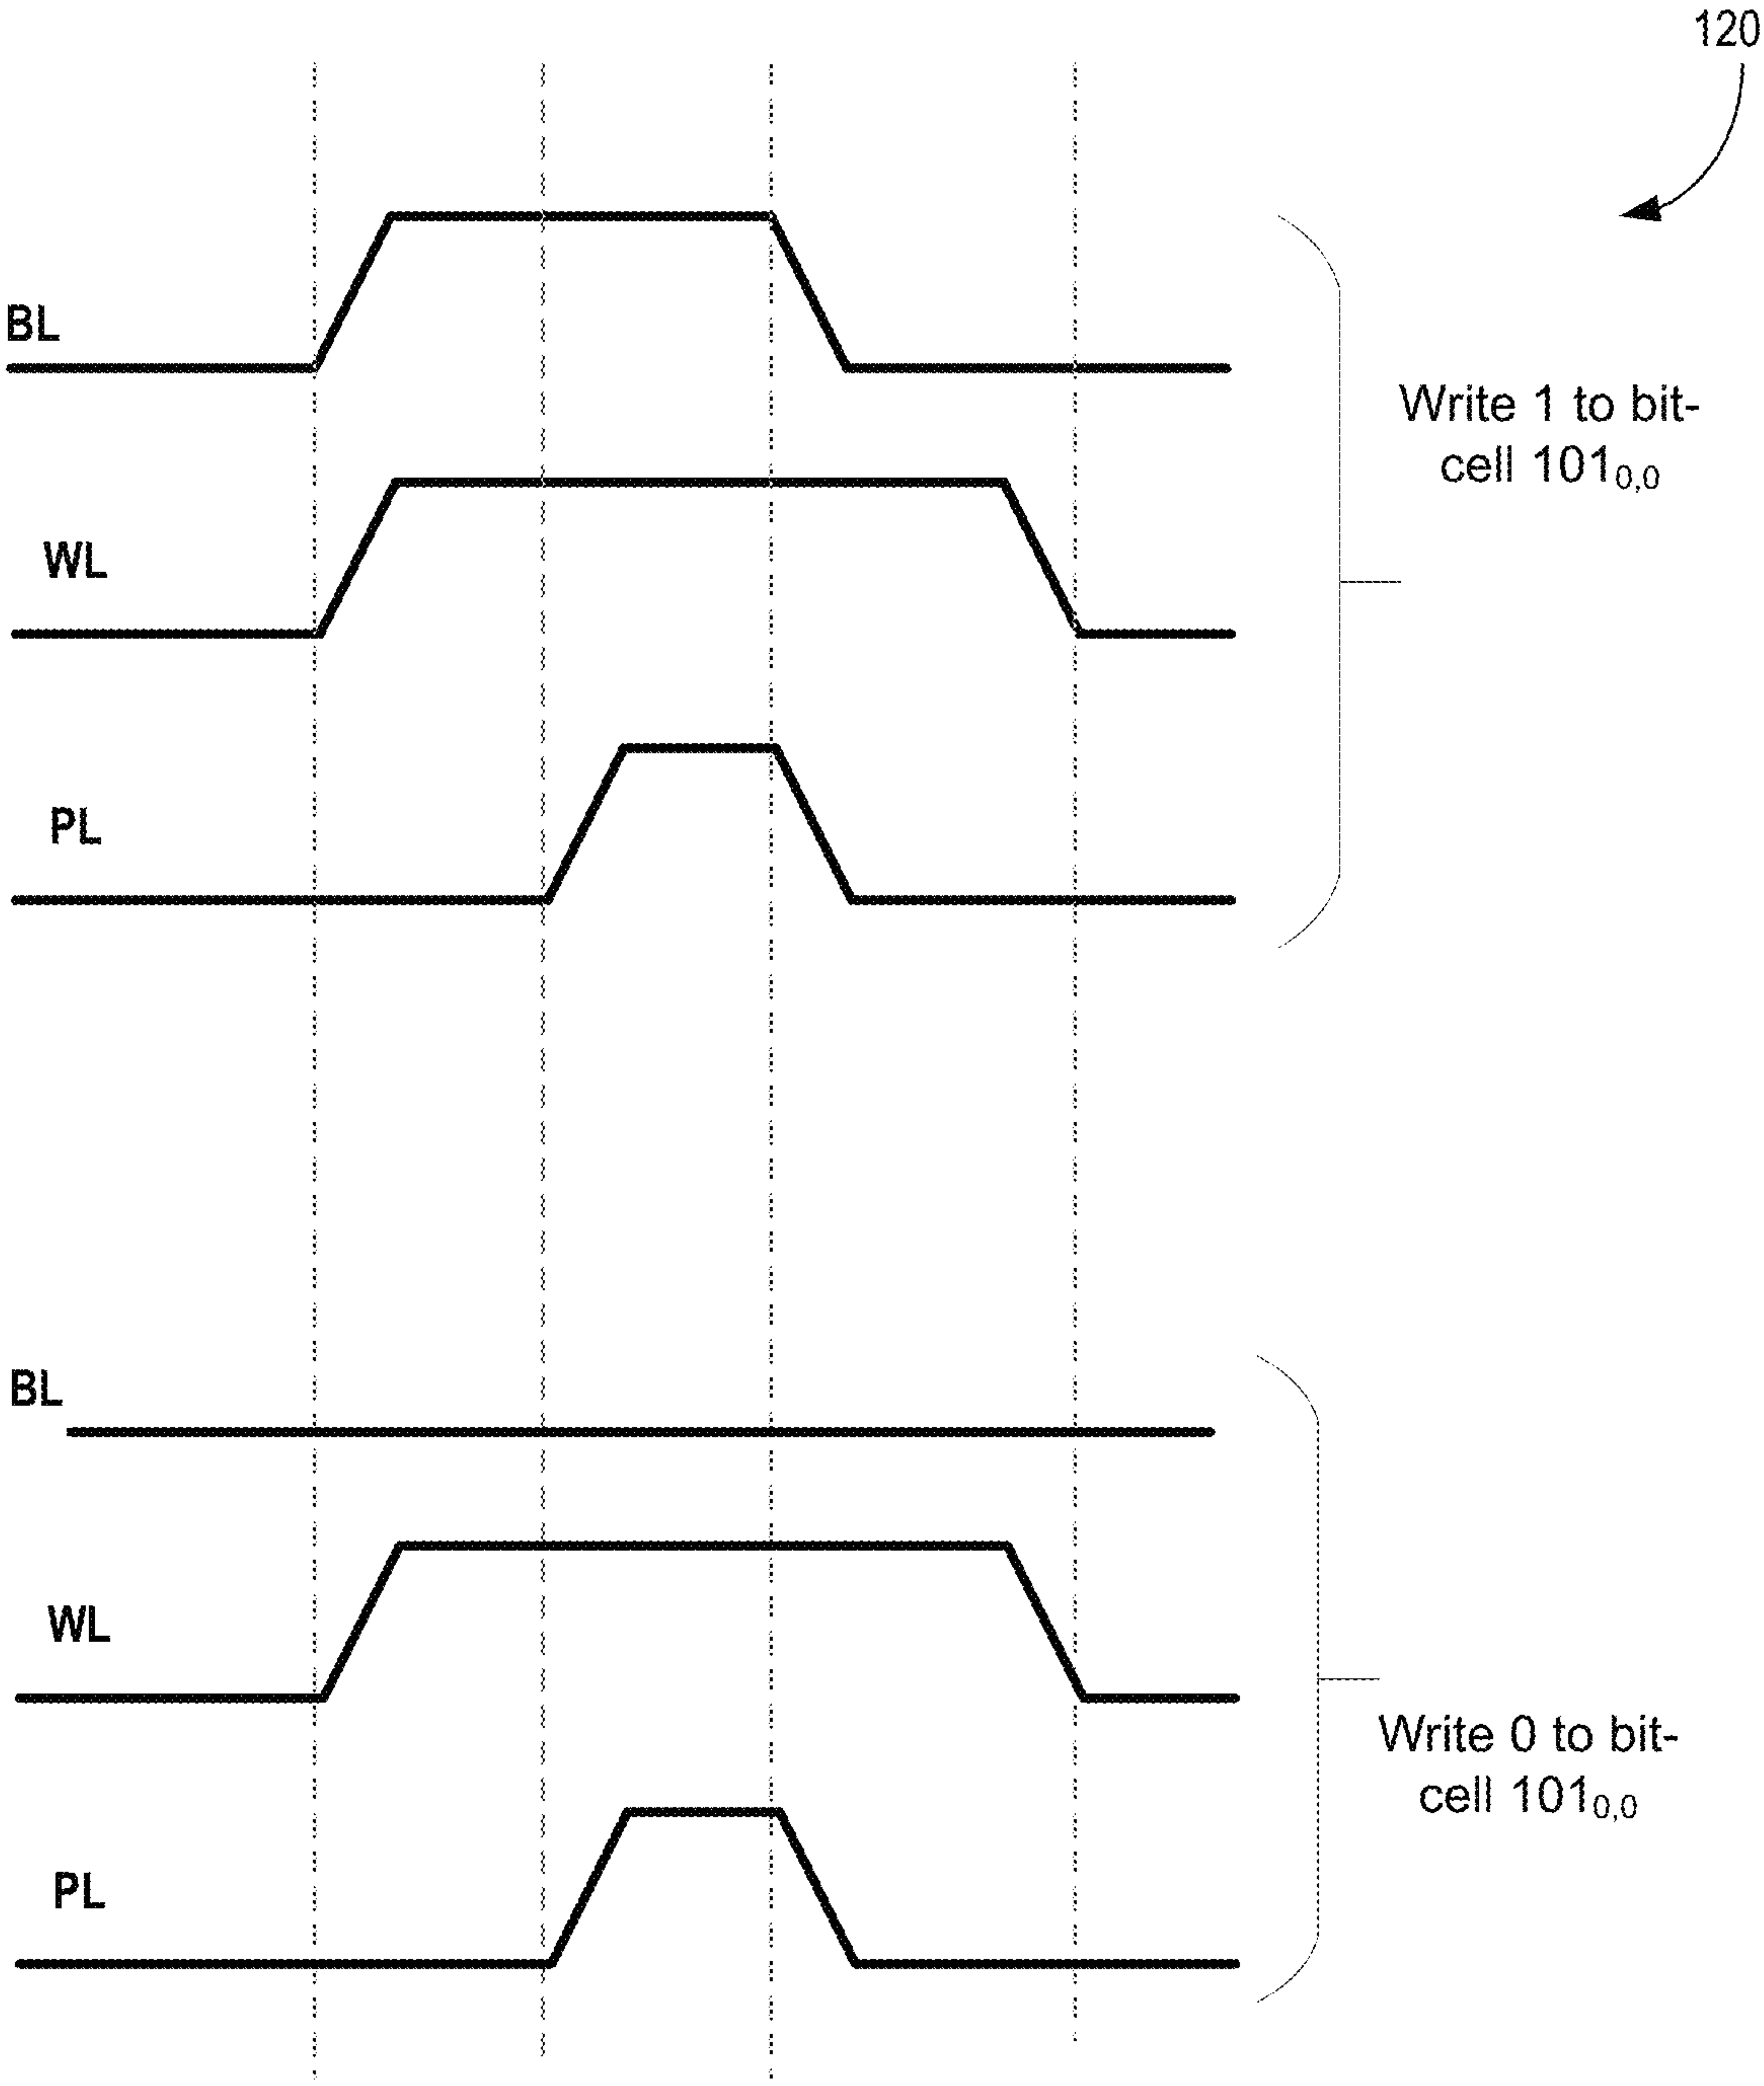 120
BL
Write 1 to bit-
cell 101₀,₀
WL
PL
BL
WL
Write 0 to bit-
cell 101₀,₀
PL